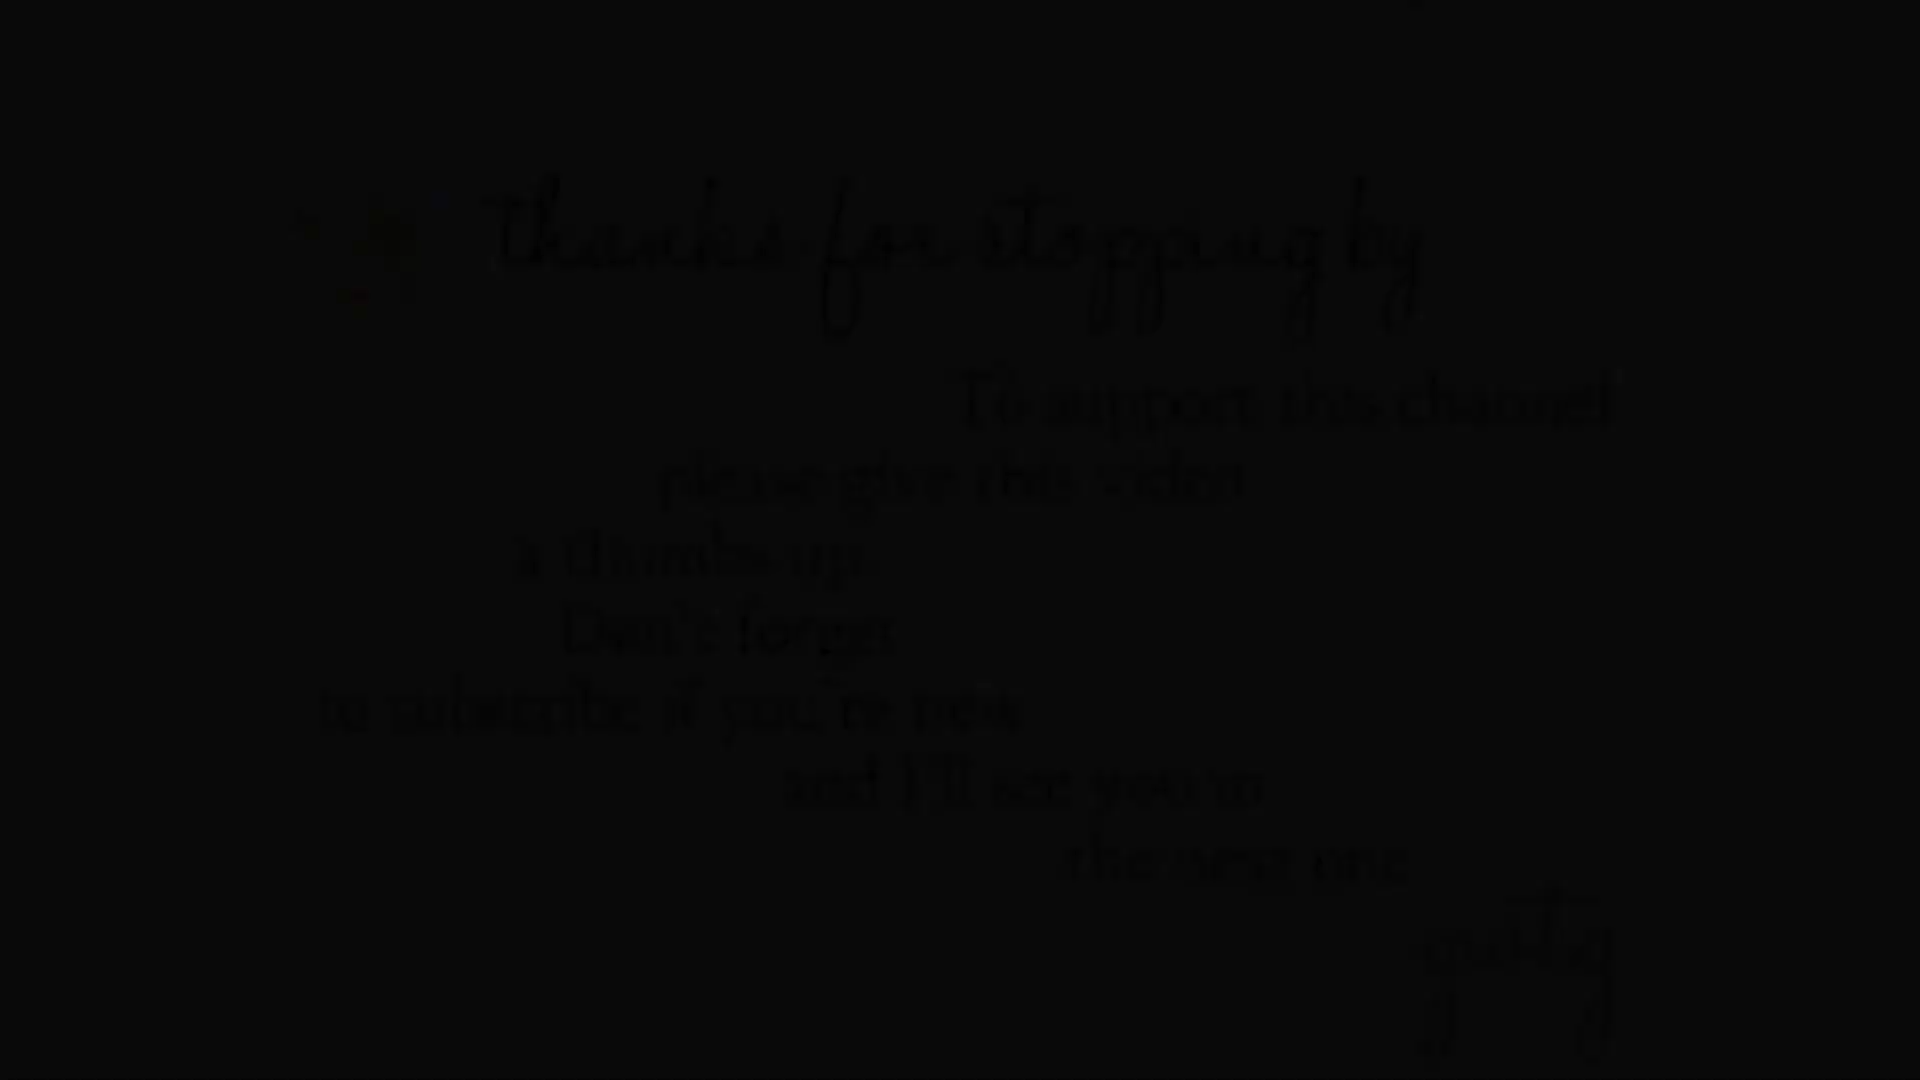 Thanks for stopping by
To support this channel
please give this video
a thumbs up
Don't forget
to subscribe if you're new
and I'll see you in
the next one